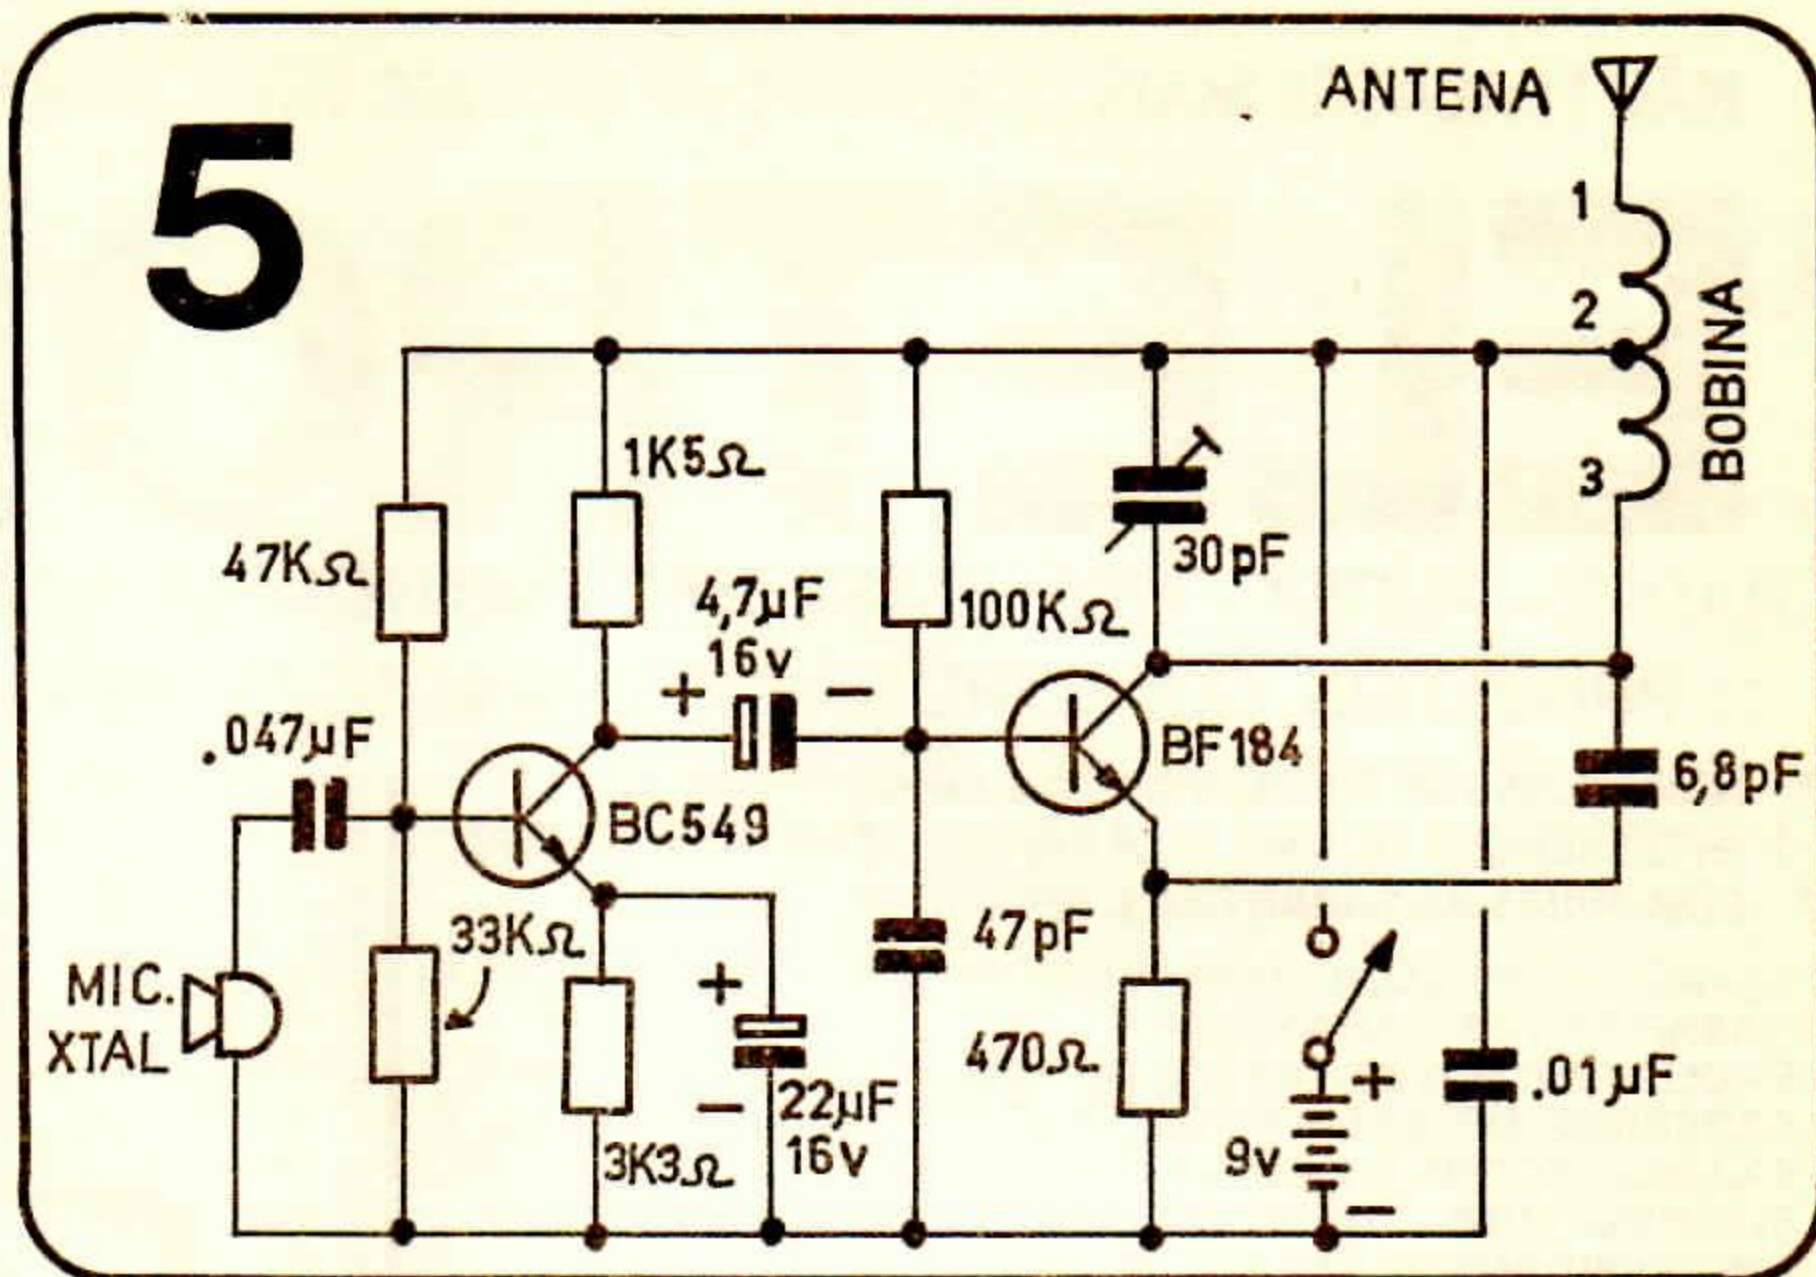 5
ANTENA
1
2
BOBINA
3
1K5Ω
47KΩ
30pF
4,7µF
16v
100KΩ
+
−
.047µF
BF184
6,8pF
BC549
33KΩ
47pF
MIC.
XTAL
+
470Ω
+
.01µF
−
22µF
16v
3K3Ω
9v
−